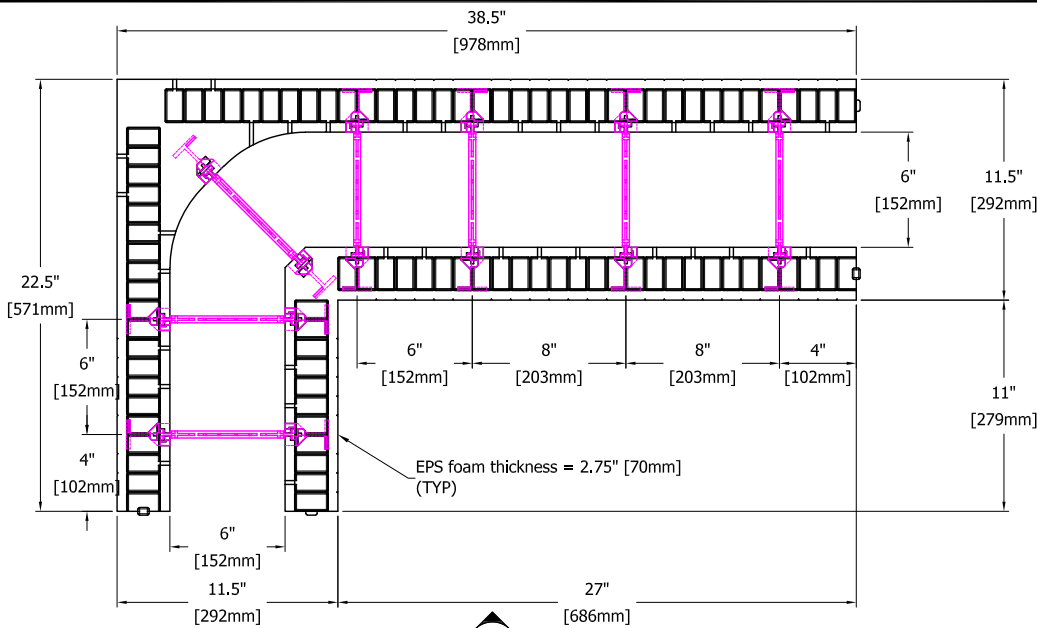 38.5"
[978mm]
6"
[152mm]
11.5"
[292mm]
22.5"
[571mm]
6"
[152mm]
8"
[203mm]
8"
[203mm]
4"
[102mm]
6"
[152mm]
11"
[279mm]
4"
[102mm]
EPS foam thickness = 2.75" [70mm]
(TYP)
6"
[152mm]
11.5"
[292mm]
27"
[686mm]